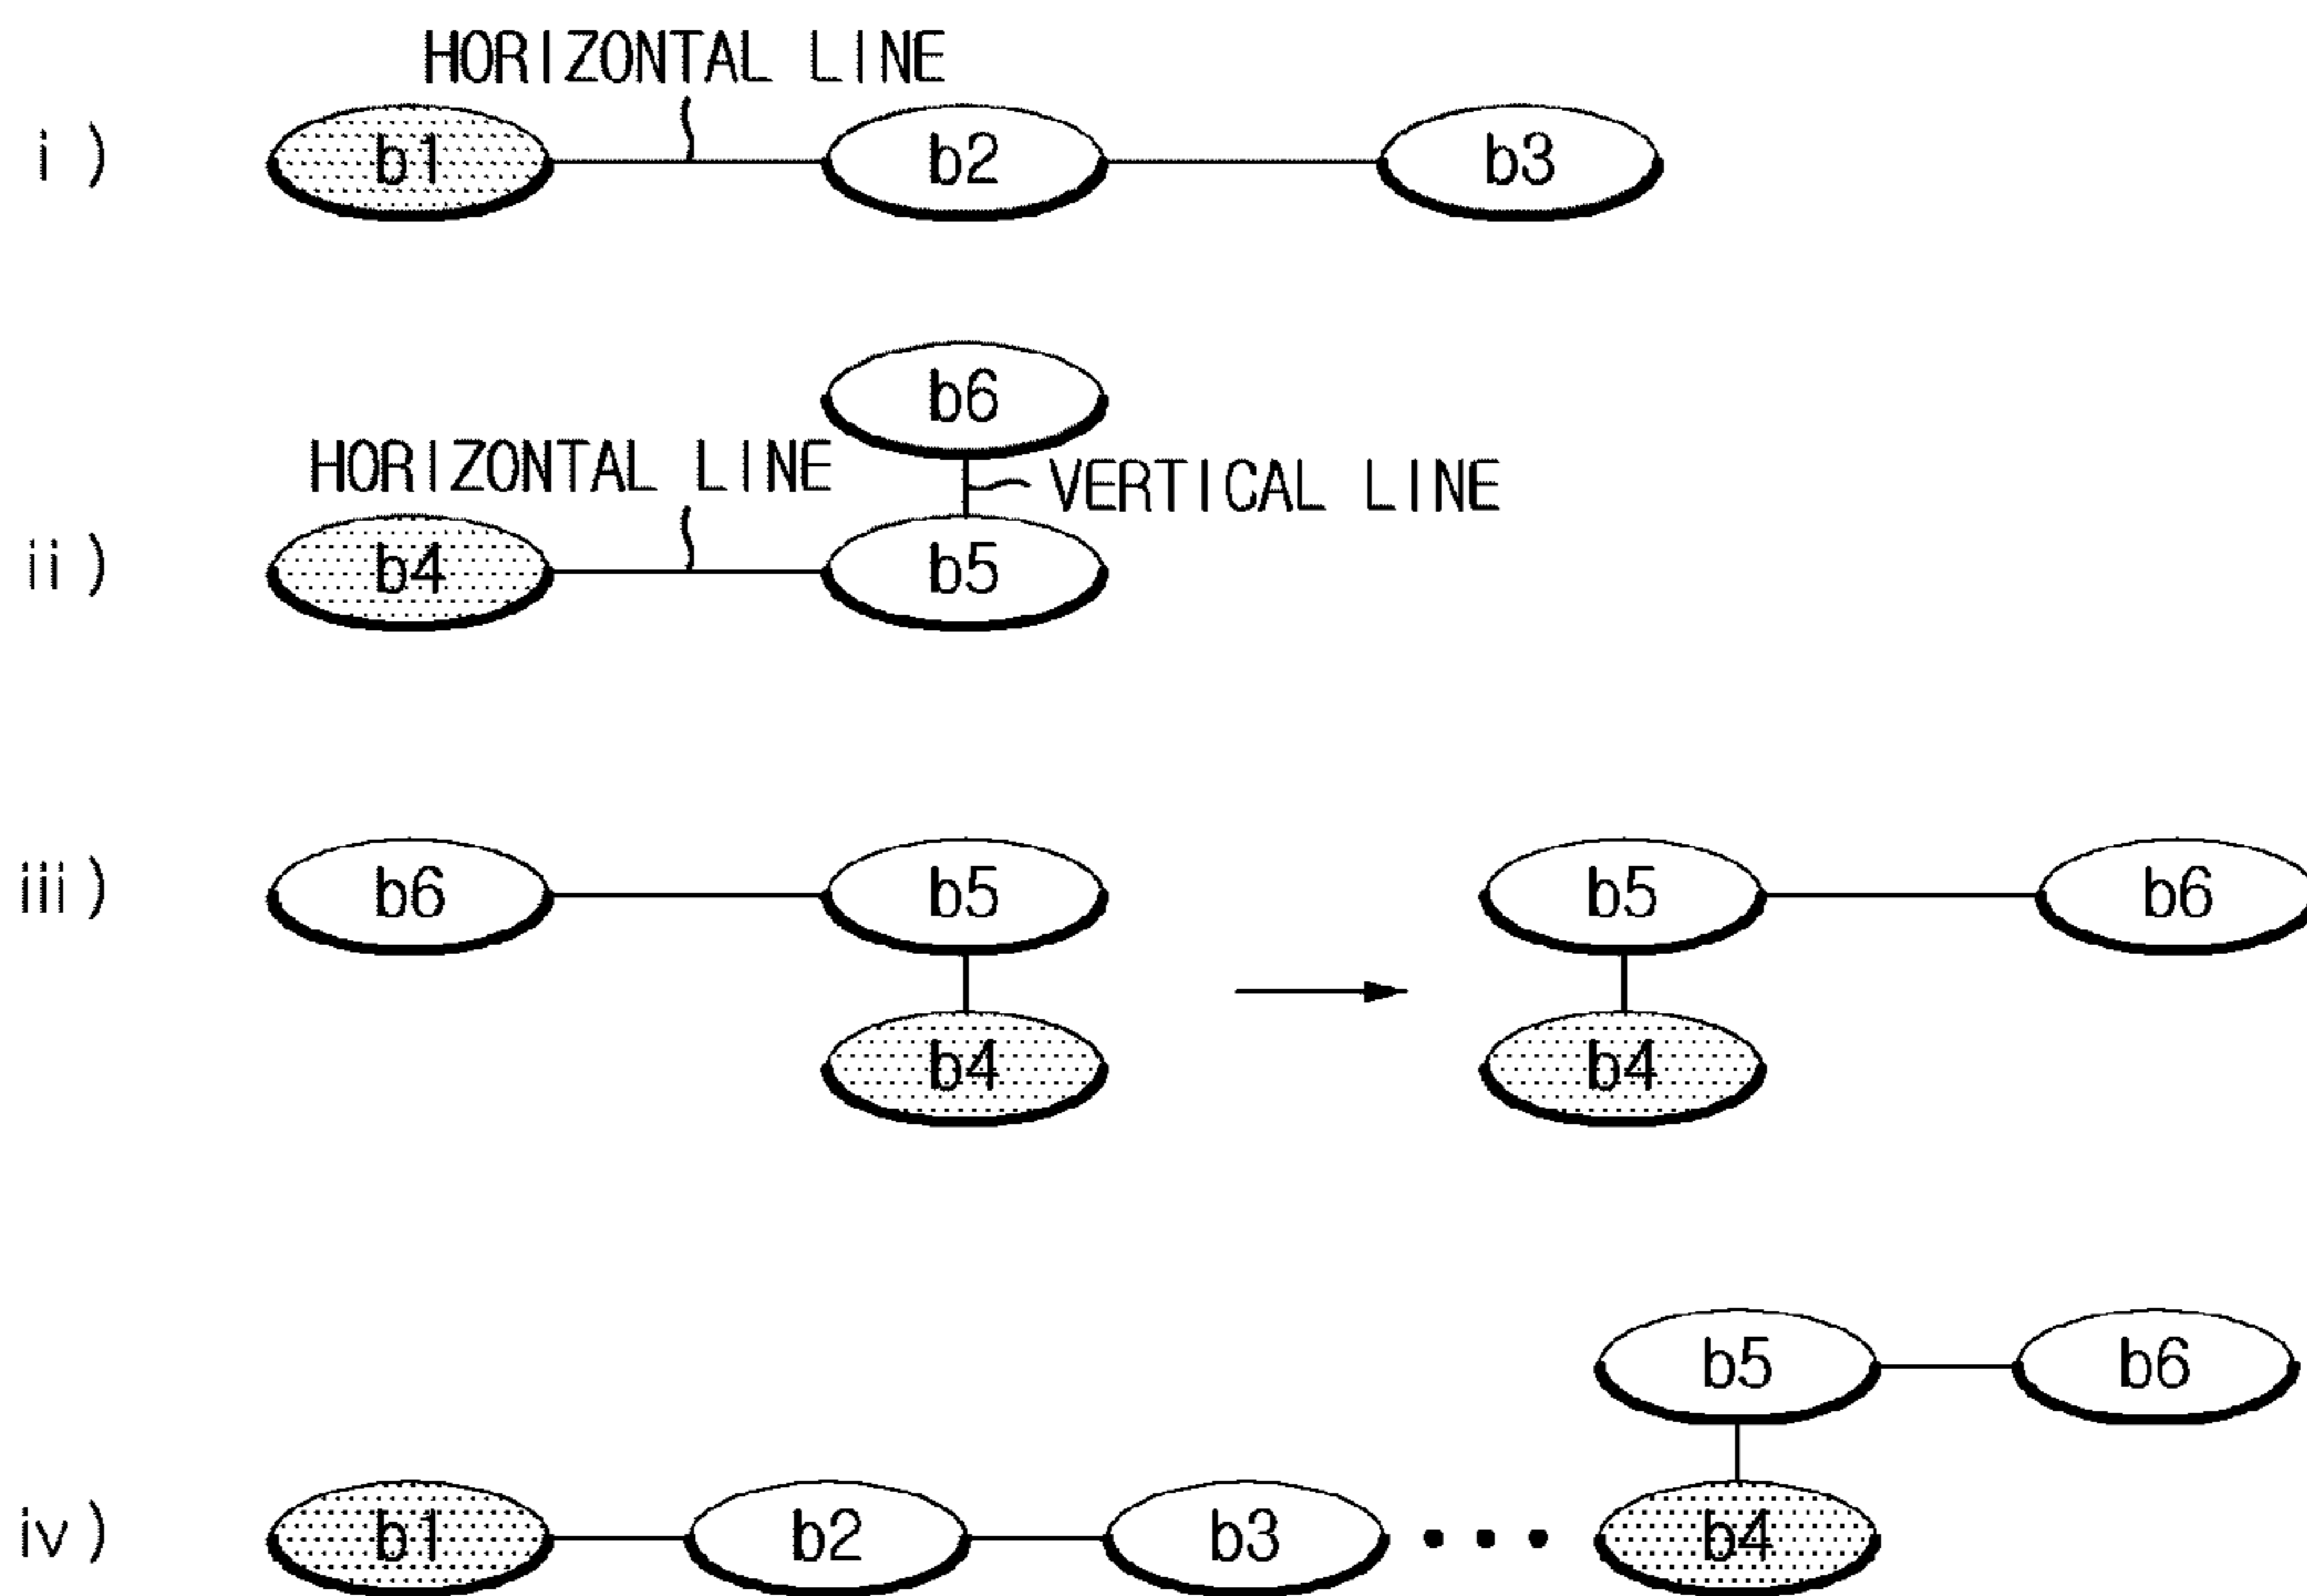 HORIZONTAL LINE
i) b1 b2 b3
b6
HORIZONTAL LINE VERTICAL LINE
ii) b4 b5
iii) b6 b5 b5 b6
b4 b4
b5 b6
iv) b1 b2 b3 ••• b4